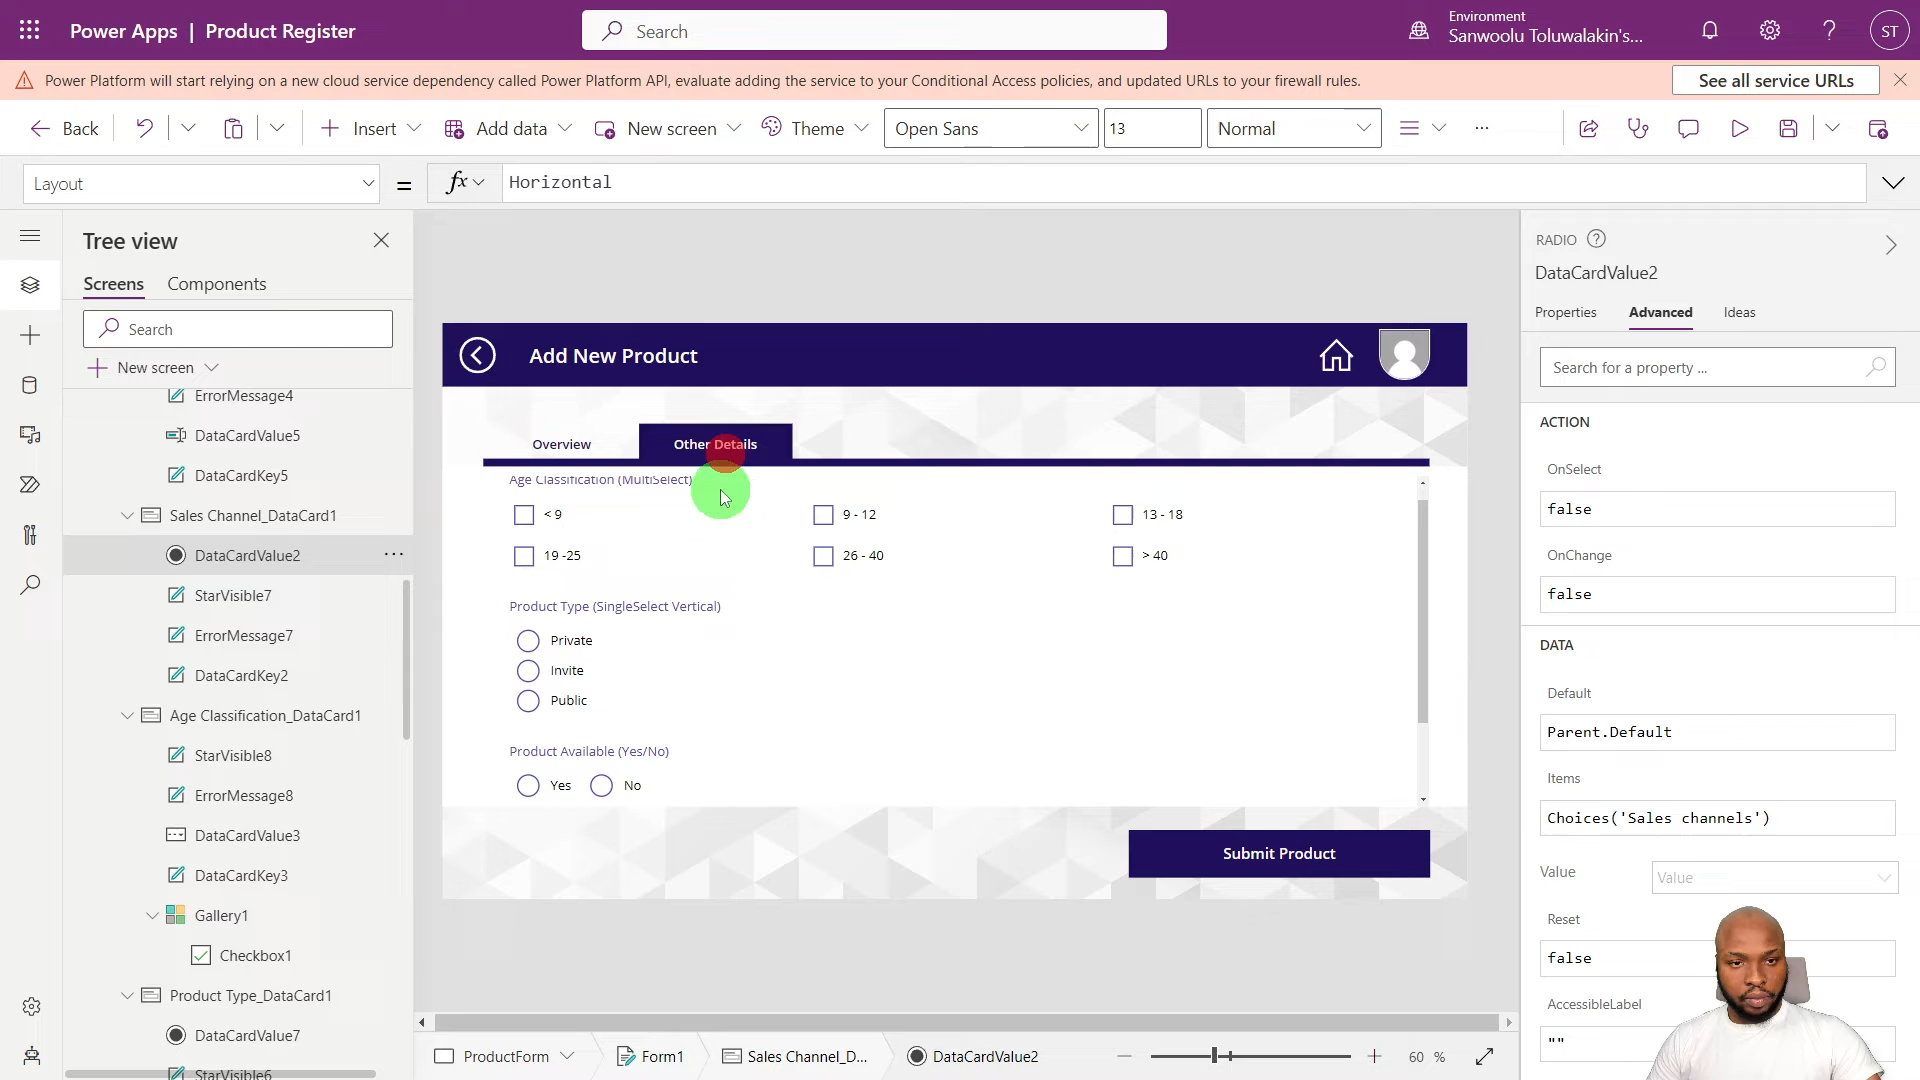 Power Apps | Product Register
Search
Environment
Sanwoolu Toluwalakin's...
ST
Power Platform will start relying on a new cloud service dependency called Power Platform API, evaluate adding the service to your Conditional Access policies, and updated URLs to your firewall rules.
See all service URLs
Back
Insert
Add data
New screen
Theme
Open Sans
13
Normal
...
Layout
=
fx
Horizontal
Tree view
Screens
Components
Search
New screen
ErrorMessage4
DataCardValue5
DataCardKey5
Sales Channel_DataCard1
DataCardValue2
...
StarVisible7
ErrorMessage7
DataCardKey2
Age Classification_DataCard1
StarVisible8
ErrorMessage8
DataCardValue3
DataCardKey3
Gallery1
Checkbox1
Product Type_DataCard1
DataCardValue7
StarVisible6
Add New Product
Overview
Other Details
Age Classification (MultiSelect)
< 9
9 - 12
13 - 18
19 -25
26 - 40
> 40
Product Type (SingleSelect Vertical)
Private
Invite
Public
Product Available (Yes/No)
Yes
No
Submit Product
ProductForm
Form1
Sales Channel_D...
DataCardValue2
60 %
RADIO
DataCardValue2
Properties
Advanced
Ideas
Search for a property ...
ACTION
OnSelect
false
OnChange
false
DATA
Default
Parent.Default
Items
Choices('Sales channels')
Value
Value
Reset
false
AccessibleLabel
""